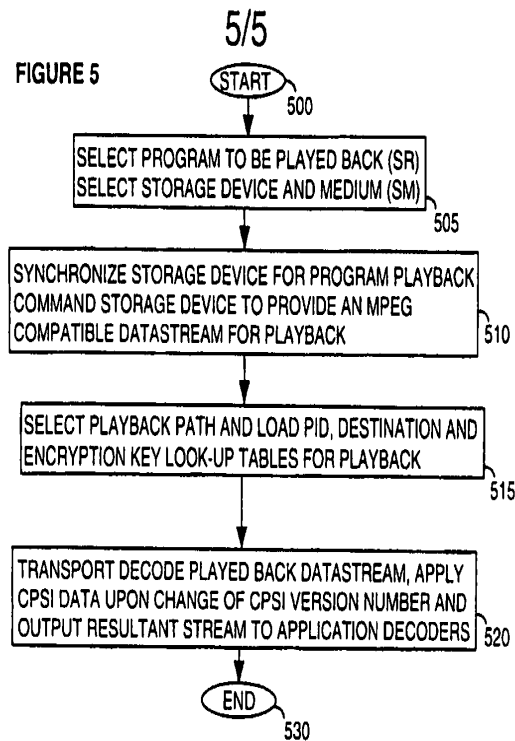 5/5
FIGURE 5
START
500
SELECT PROGRAM TO BE PLAYED BACK (SR)
SELECT STORAGE DEVICE AND MEDIUM (SM)
505
SYNCHRONIZE STORAGE DEVICE FOR PROGRAM PLAYBACK
COMMAND STORAGE DEVICE TO PROVIDE AN MPEG
COMPATIBLE DATASTREAM FOR PLAYBACK
510
SELECT PLAYBACK PATH AND LOAD PID, DESTINATION AND
ENCRYPTION KEY LOOK-UP TABLES FOR PLAYBACK
515
TRANSPORT DECODE PLAYED BACK DATASTREAM, APPLY
CPSI DATA UPON CHANGE OF CPSI VERSION NUMBER AND
OUTPUT RESULTANT STREAM TO APPLICATION DECODERS
520
END
530